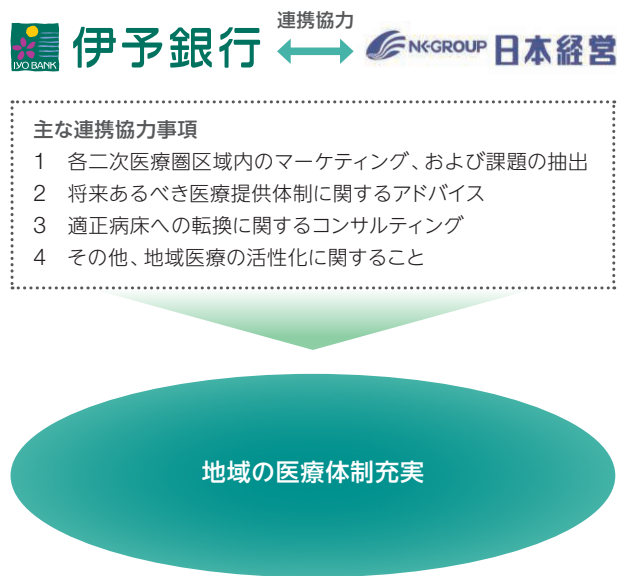 連携協力
IYO BANK
伊予銀行
NK-GROUP 日本経営
主な連携協力事項
1 各二次医療圏区域内のマーケティング、および課題の抽出
2 将来あるべき医療提供体制に関するアドバイス
3 適正病床への転換に関するコンサルティング
4 その他、地域医療の活性化に関すること
地域の医療体制充実